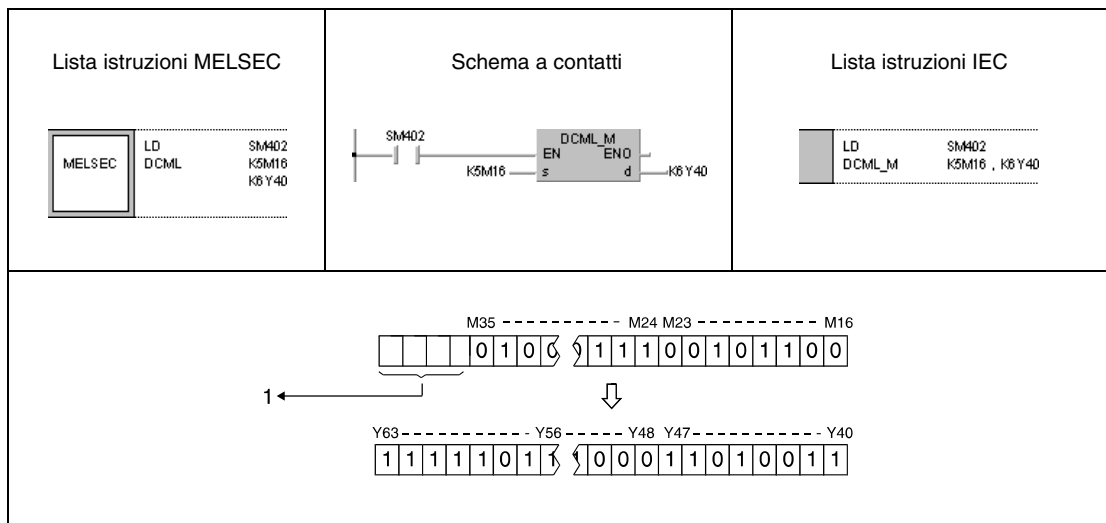 Lista istruzioni MELSEC
Schema a contatti
Lista istruzioni IEC
MELSEC
LD SM402
DCML K5M16
K6Y40
SM402
DCML_M
EN ENO
K5M16 s d K6Y40
LD SM402
DCML_M K5M16 , K6Y40
M35 M24 M23 M16
0 1 0 0 0 1 1 1 0 0 1 0 1 1 0 0
1
Y63 Y56 Y48 Y47 Y40
1 1 1 1 1 0 1 1 1 0 0 0 1 1 0 1 0 0 1 1